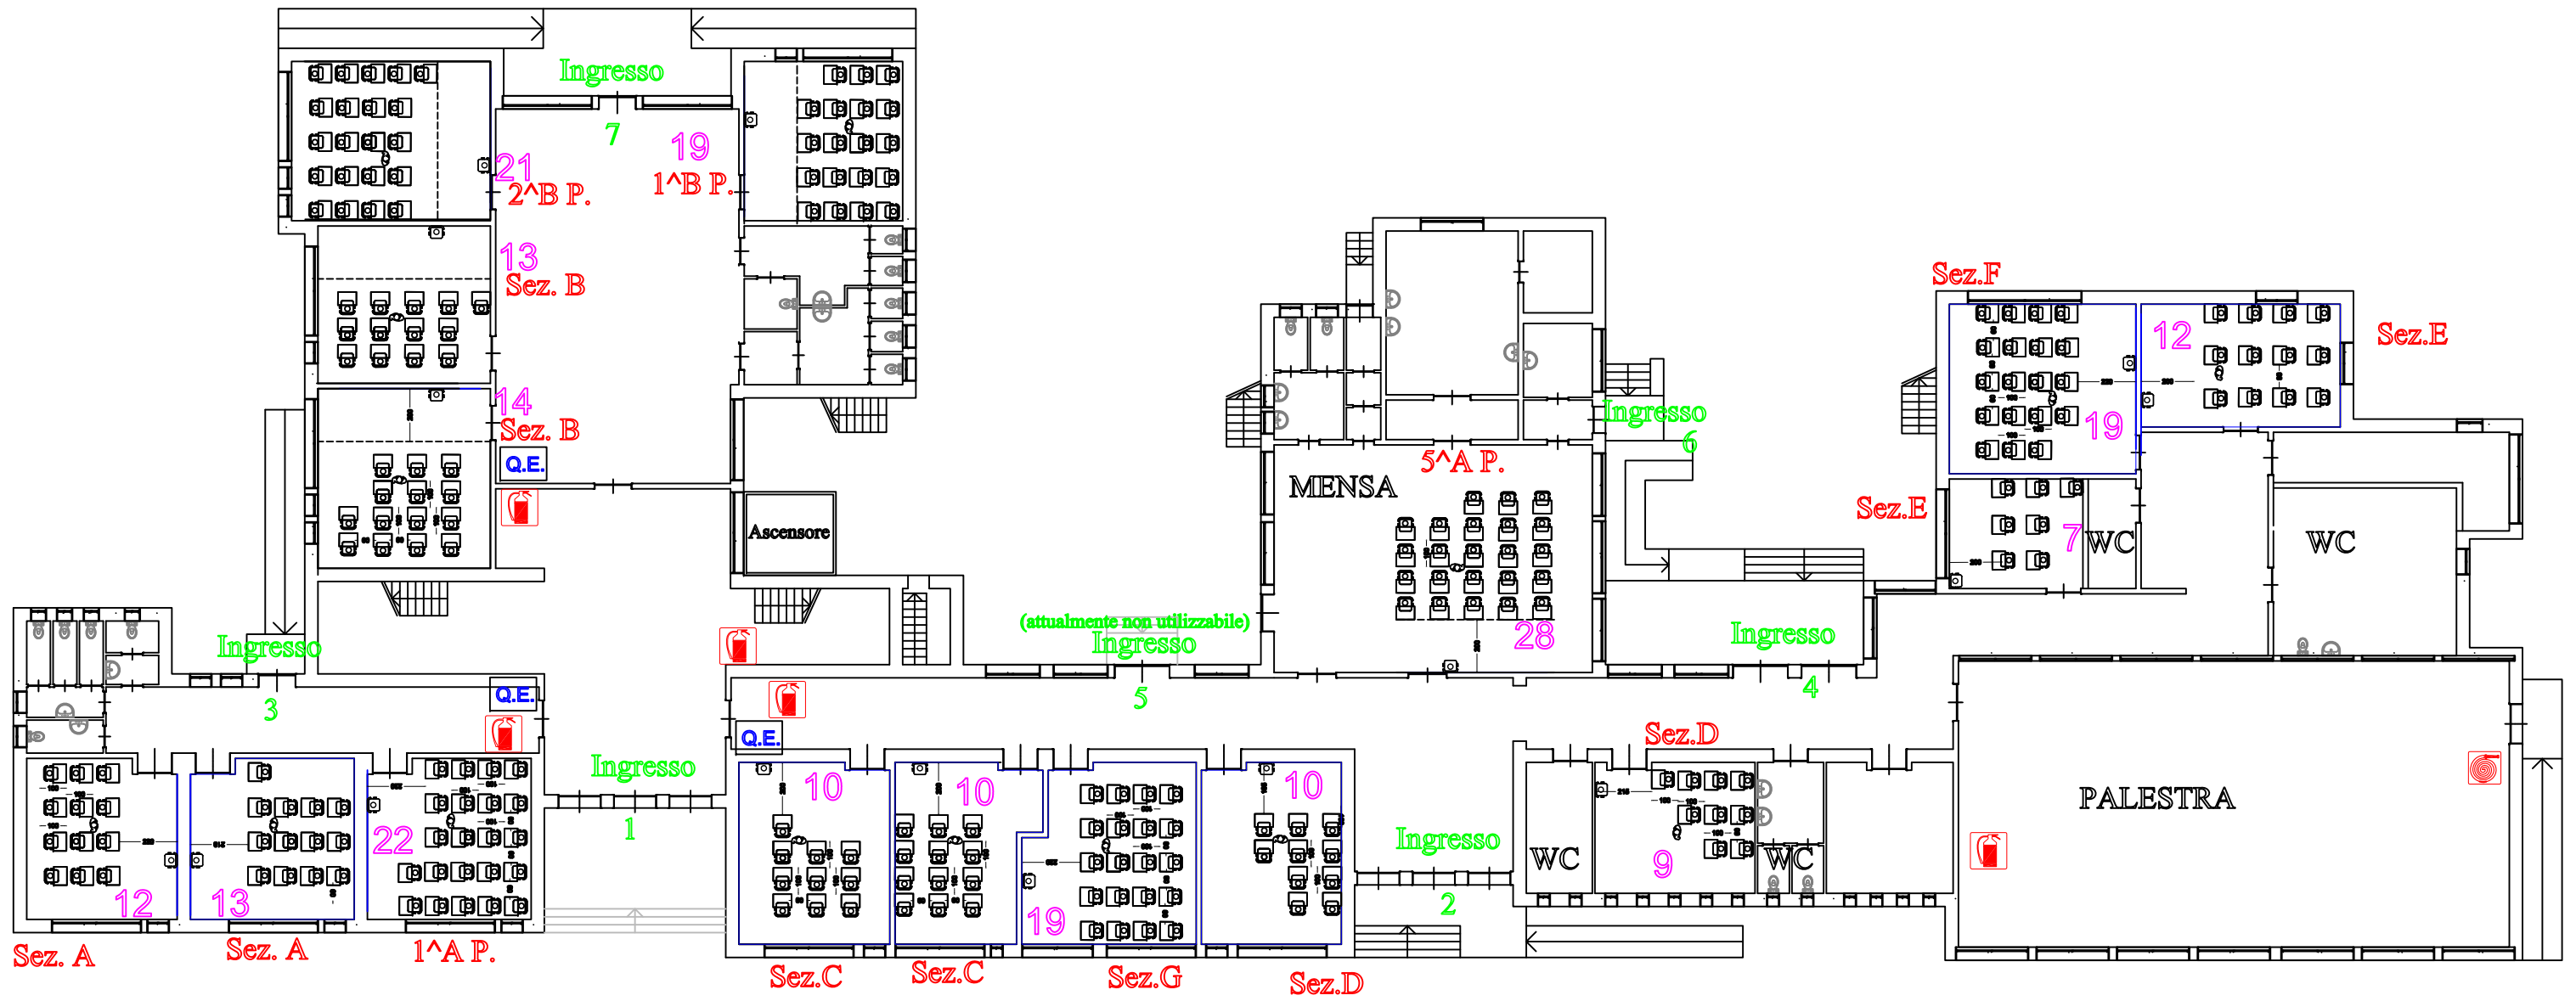 Ingresso
7
21
2^B P.
19
1^B P.
13
Sez. B
14
Sez. B
Q.E.
Ascensore
Ingresso
3
Q.E.
Q.E.
Ingresso
1
12
Sez. A
13
Sez. A
22
1^A P.
(attualmente non utilizzabile)
Ingresso
5
MENSA
5^A P.
28
Ingresso
6
Ingresso
4
Sez.F
19
12
Sez.E
Sez.E
7
WC
WC
10
Sez.C
10
Sez.C
19
Sez.G
10
Sez.D
Ingresso
2
Sez.D
WC
9
WC
PALESTRA